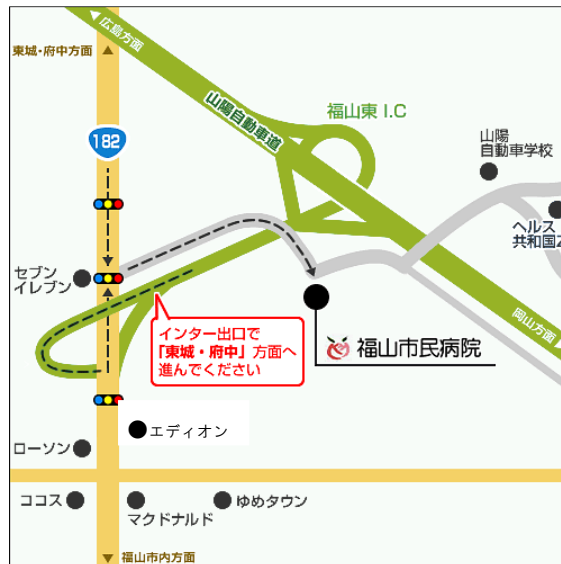 広島方面
東城・府中方面
山陽自動車道
福山東 I.C
182
山陽
自動車学校
ヘルス
共和国
セブン
イレブン
岡山方面
インター出口で
「東城・府中」方面へ
進んでください
福山市民病院
エディオン
ローソン
ココス
マクドナルド
ゆめタウン
福山市内方面